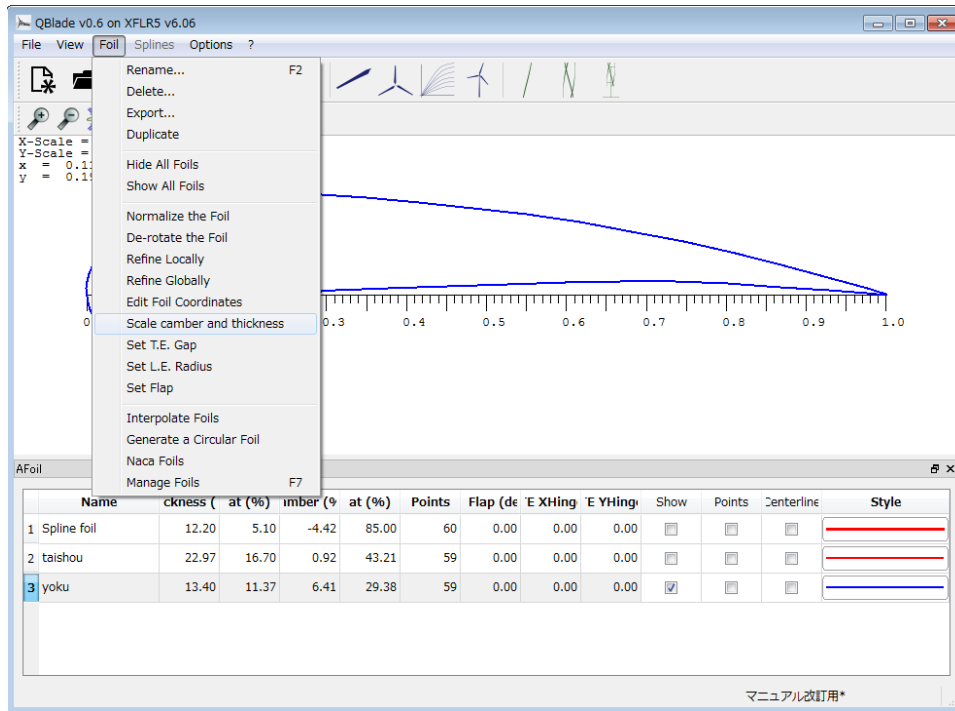 QBlade v0.6 on XFLR5 v6.06
File View Foil Splines Options ?
Rename... F2
Delete...
Export...
Duplicate
Hide All Foils
Show All Foils
Normalize the Foil
De-rotate the Foil
Refine Locally
Refine Globally
Edit Foil Coordinates
Scale camber and thickness
Set T.E. Gap
Set L.E. Radius
Set Flap
Interpolate Foils
Generate a Circular Foil
Naca Foils
Manage Foils F7
X-Scale =
Y-Scale =
x = 0.1
y = 0.1
0 0.3 0.4 0.5 0.6 0.7 0.8 0.9 1.0
AFoil
Name ckness ( at (%) mber (% at (%) Points Flap (de E XHing E YHing Show Points Centerline Style
1 Spline foil 12.20 5.10 -4.42 85.00 60 0.00 0.00 0.00
2 taishou 22.97 16.70 0.92 43.21 59 0.00 0.00 0.00
3 yoku 13.40 11.37 6.41 29.38 59 0.00 0.00 0.00
マニュアル改訂用*